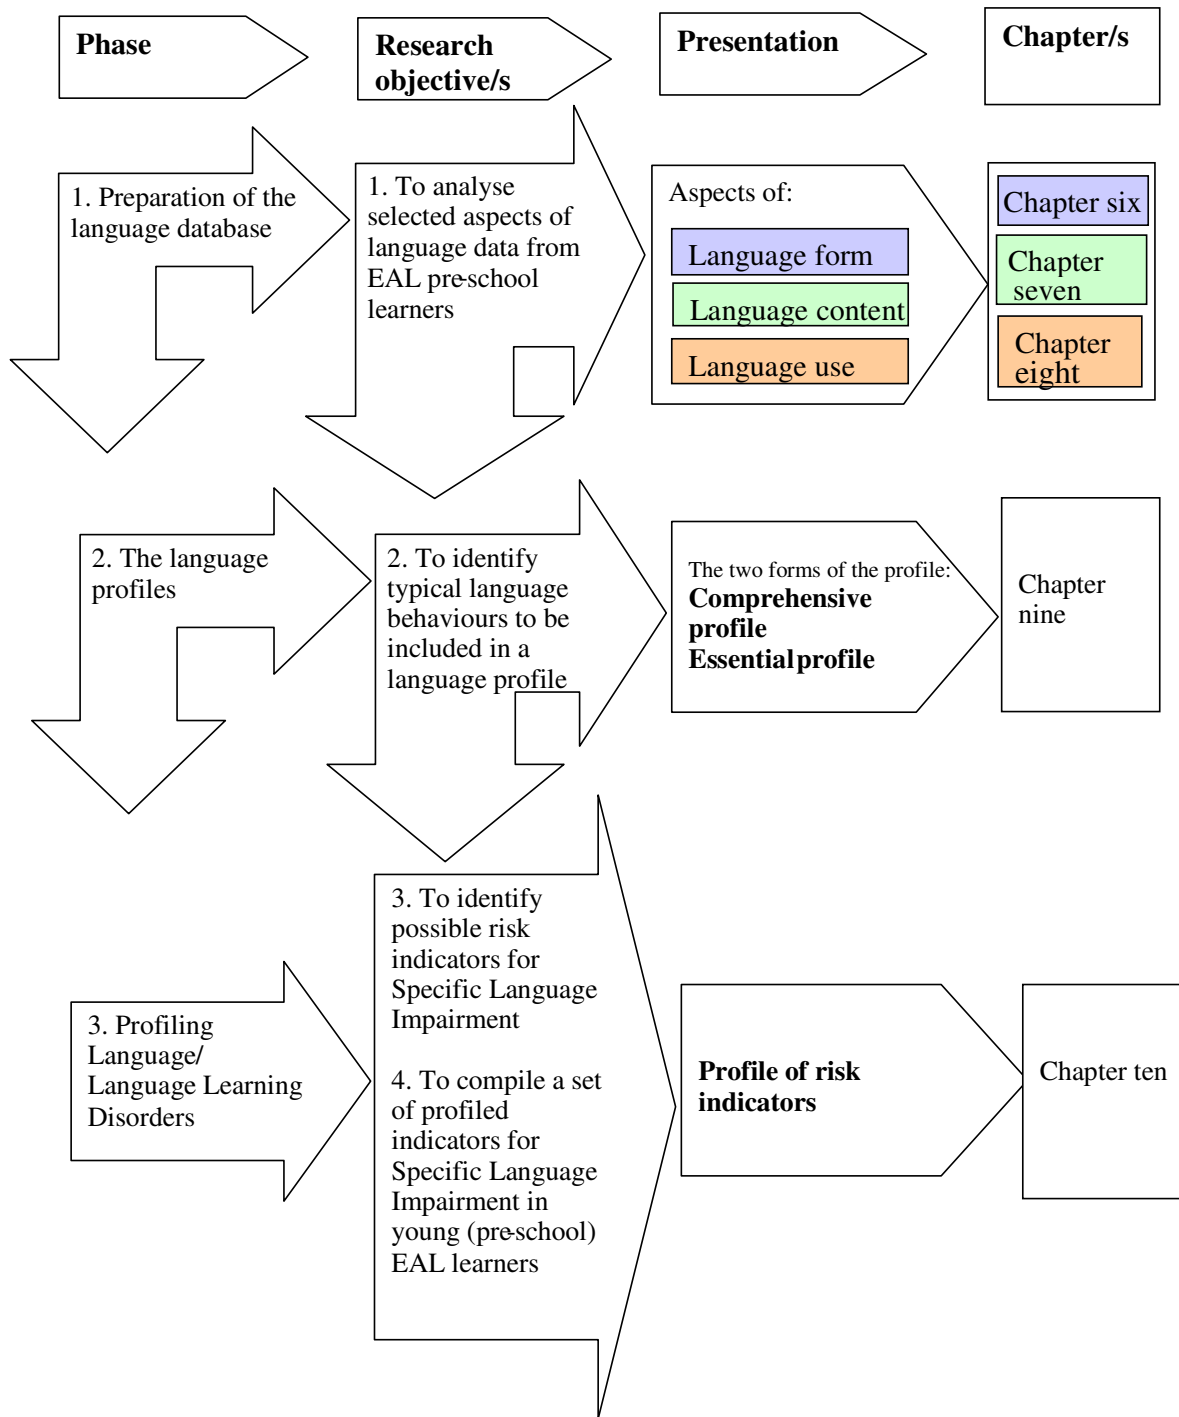 Phase
Research
objective/s
Presentation
Chapter/s
1. Preparation of the
language database
1. To analyse
selected aspects of
language data from
EAL pre-school
learners
Aspects of:
Language form
Language content
Language use
Chapter six
Chapter
seven
Chapter
eight
2. The language
profiles
2. To identify
typical language
behaviours to be
included in a
language profile
The two forms of the profile:
Comprehensive
profile
Essential profile
Chapter
nine
3. Profiling
Language/
Language Learning
Disorders
3. To identify
possible risk
indicators for
Specific Language
Impairment
4. To compile a set
of profiled
indicators for
Specific Language
Impairment in
young (pre-school)
EAL learners
Profile of risk
indicators
Chapter ten